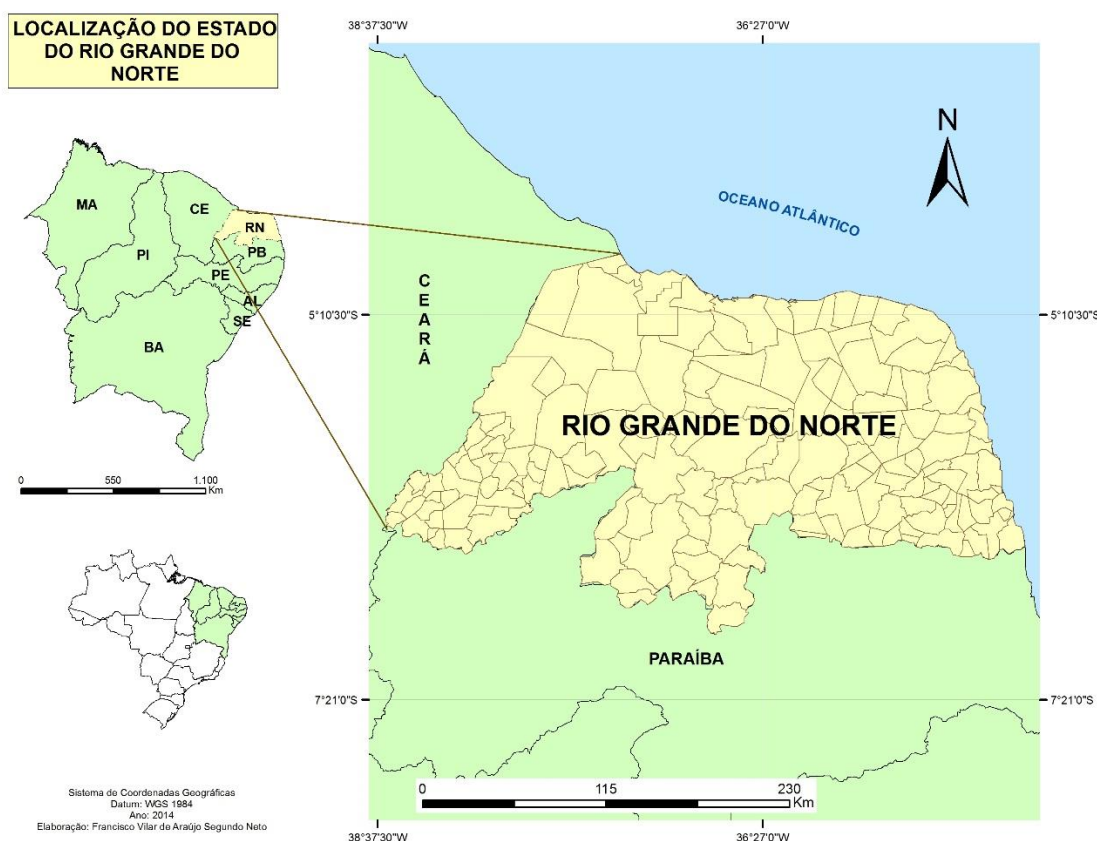 LOCALIZAÇÃO DO ESTADO
DO RIO GRANDE DO
NORTE
38°37'30"W
36°27'0"W
N
OCEANO ATLÂNTICO
MA
CE
RN
PI
PB
PE
AL
SE
BA
CEARÁ
5°10'30"S
5°10'30"S
RIO GRANDE DO NORTE
0 550 1.100
Km
PARAÍBA
7°21'0"S
7°21'0"S
0 115 230
Km
38°37'30"W
36°27'0"W
Sistema de Coordenadas Geográficas
Datum: WGS 1984
Ano: 2014
Elaboração: Francisco Vilar de Araújo Segundo Neto